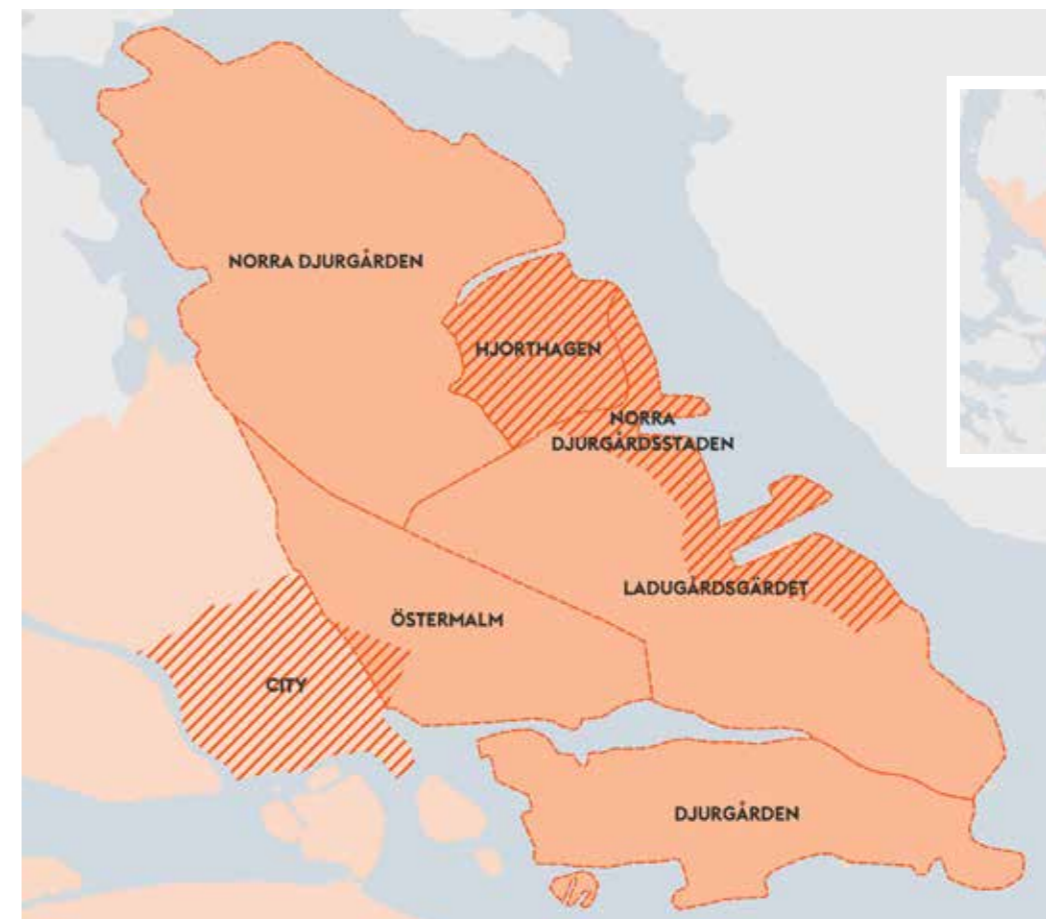 NORRA DJURGÅRDEN
HJORTHAGEN
NORRA
DJURGÅRDSSTADEN
LADUGÅRDSGÄRDET
ÖSTERMALM
CITY
DJURGÅRDEN